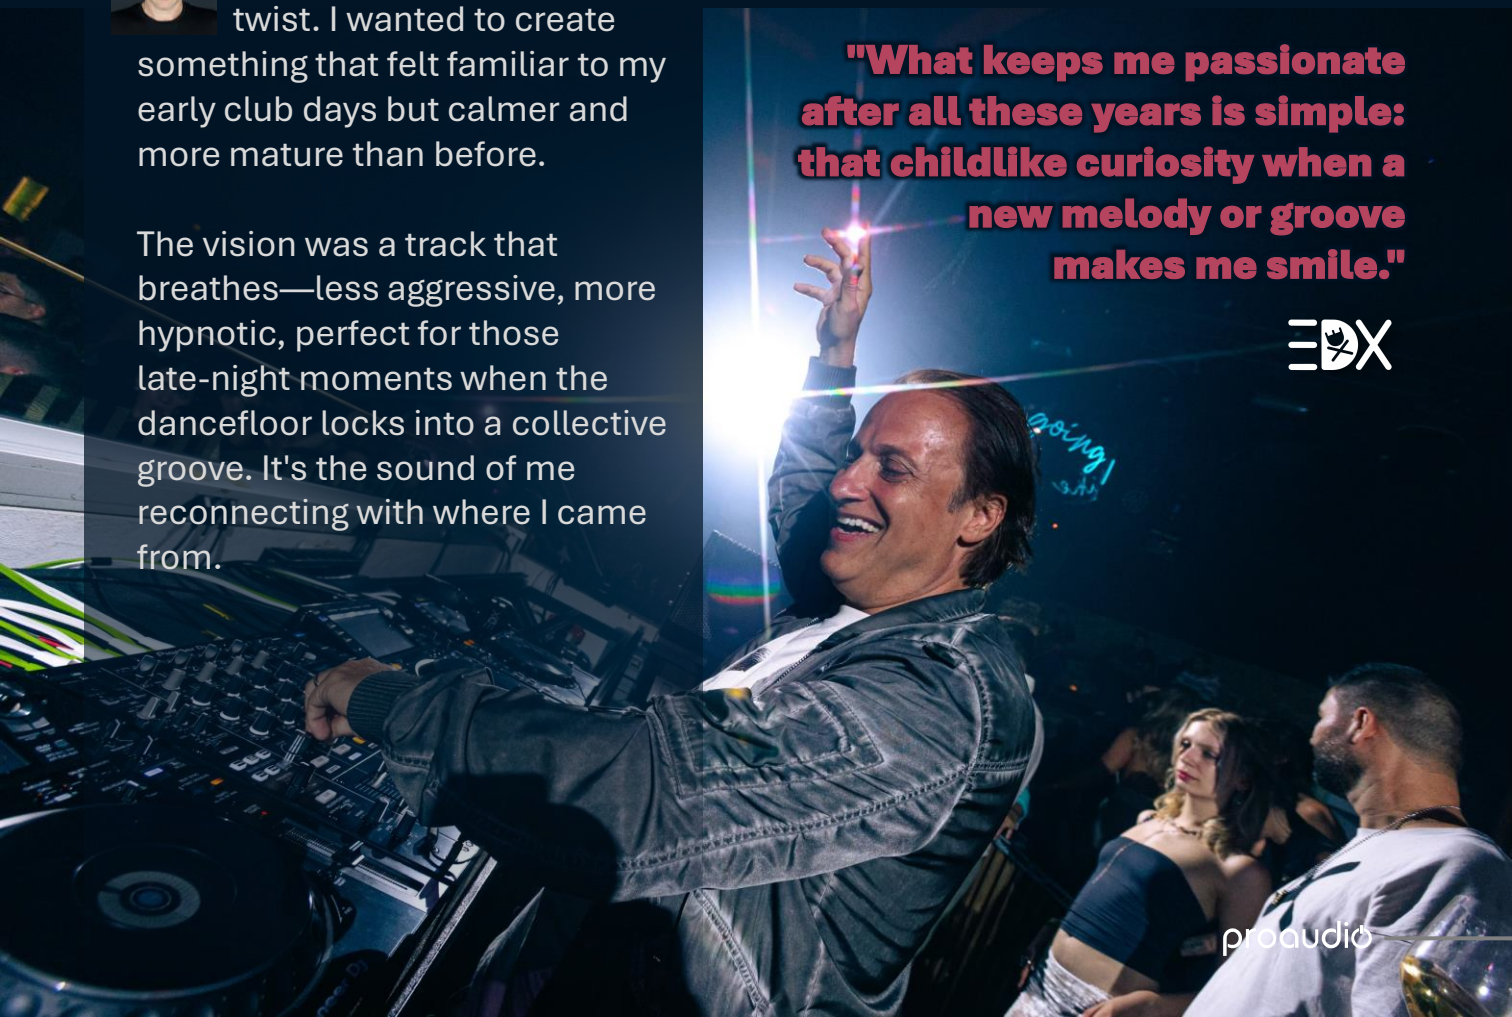 twist. I wanted to create
something that felt familiar to my
early club days but calmer and
more mature than before.
The vision was a track that
breathes—less aggressive, more
hypnotic, perfect for those
late-night moments when the
dancefloor locks into a collective
groove. It's the sound of me
reconnecting with where I came
from.
"What keeps me passionate
after all these years is simple:
that childlike curiosity when a
new melody or groove
makes me smile."
EDX
going
proaudio